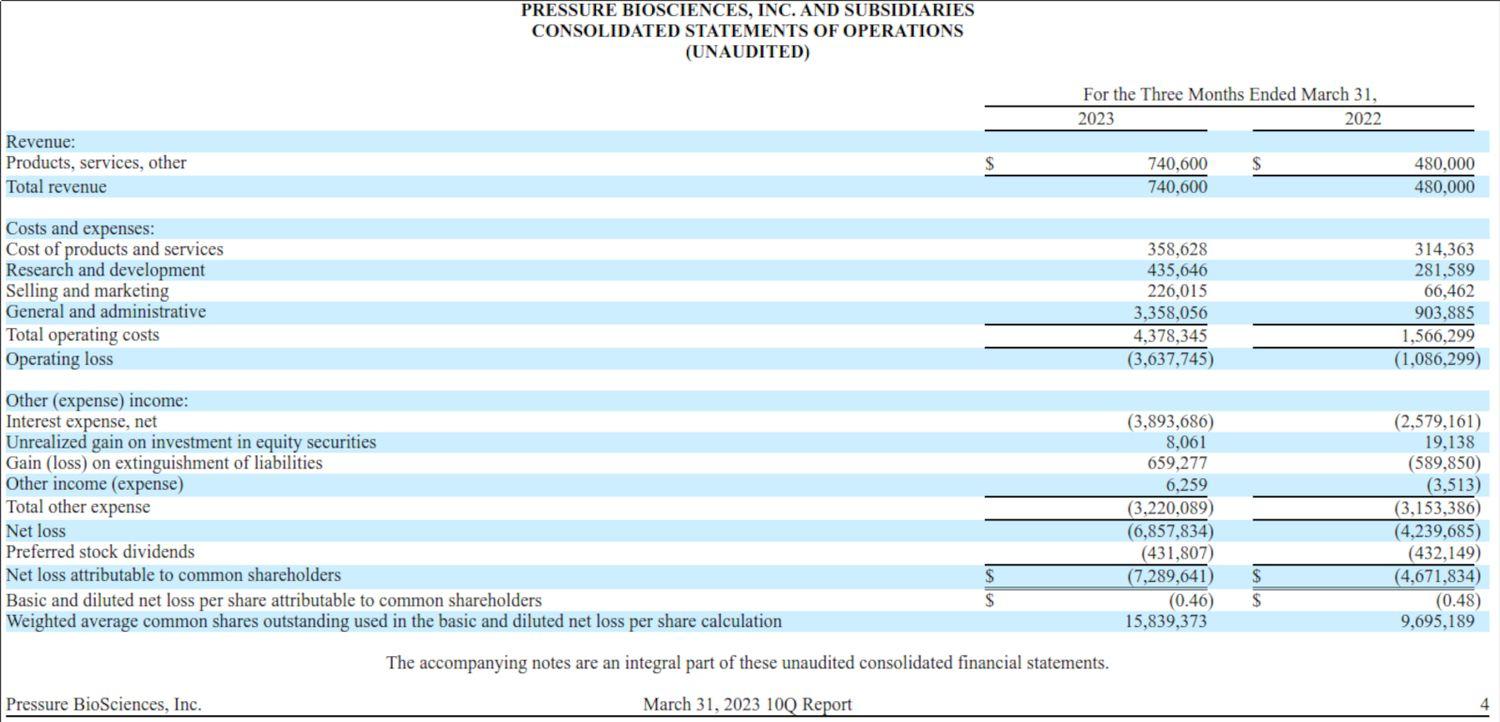 PRESSURE BIOSCIENCES, INC. AND SUBSIDIARIES
CONSOLIDATED STATEMENTS OF OPERATIONS
(UNAUDITED)
For the Three Months Ended March 31,
2023 2022
Revenue:
Products, services, other $ 740,600 $ 480,000
Total revenue 740,600 480,000
Costs and expenses:
Cost of products and services 358,628 314,363
Research and development 435,646 281,589
Selling and marketing 226,015 66,462
General and administrative 3,358,056 903,885
Total operating costs 4,378,345 1,566,299
Operating loss (3,637,745) (1,086,299)
Other (expense) income:
Interest expense, net (3,893,686) (2,579,161)
Unrealized gain on investment in equity securities 8,061 19,138
Gain (loss) on extinguishment of liabilities 659,277 (589,850)
Other income (expense) 6,259 (3,513)
Total other expense (3,220,089) (3,153,386)
Net loss (6,857,834) (4,239,685)
Preferred stock dividends (431,807) (432,149)
Net loss attributable to common shareholders $ (7,289,641) $ (4,671,834)
Basic and diluted net loss per share attributable to common shareholders $ (0.46) $ (0.48)
Weighted average common shares outstanding used in the basic and diluted net loss per share calculation 15,839,373 9,695,189
The accompanying notes are an integral part of these unaudited consolidated financial statements.
Pressure BioSciences, Inc. March 31, 2023 10Q Report 4